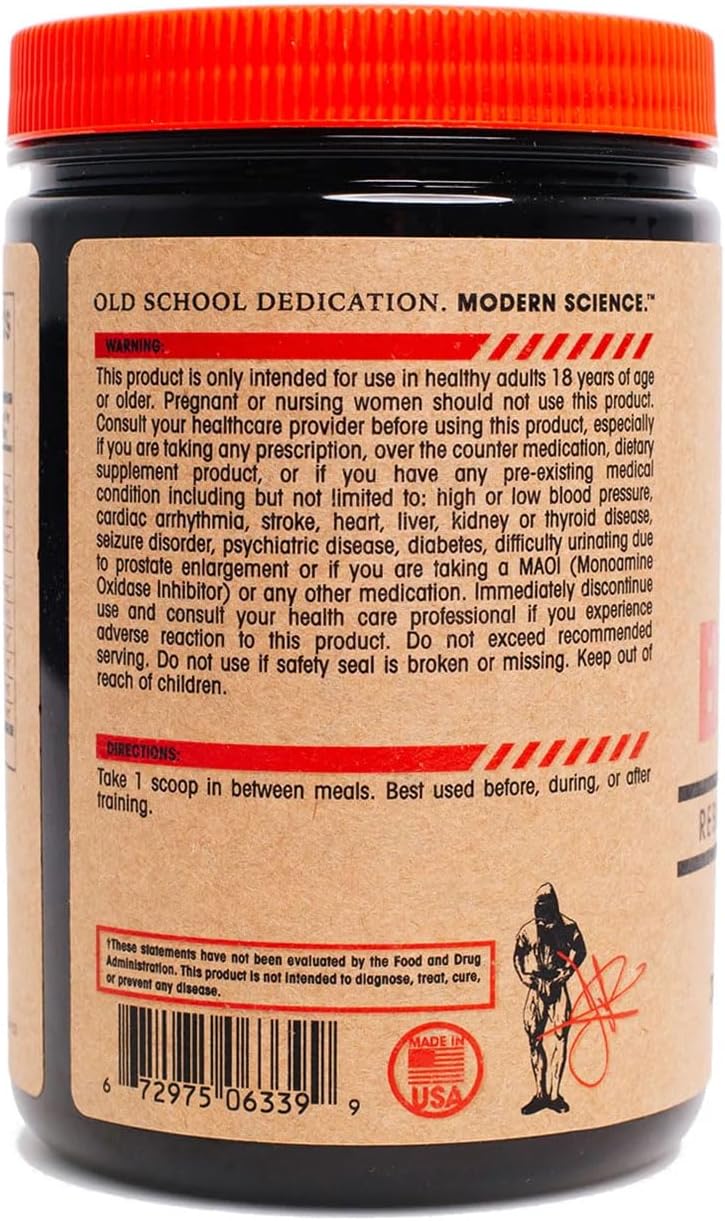 OLD SCHOOL DEDICATION. MODERN SCIENCE.™
WARNING:
This product is only intended for use in healthy adults 18 years of age
or older. Pregnant or nursing women should not use this product.
Consult your healthcare provider before using this product, especially
if you are taking any prescription, over the counter medication, dietary
supplement product, or if you have any pre-existing medical
condition including but not limited to: high or low blood pressure,
cardiac arrhythmia, stroke, heart, liver, kidney or thyroid disease,
seizure disorder, psychiatric disease, diabetes, difficulty urinating due
to prostate enlargement or if you are taking a MAOI (Monoamine
Oxidase Inhibitor) or any other medication. Immediately discontinue
use and consult your health care professional if you experience
adverse reaction to this product. Do not exceed recommended
serving. Do not use if safety seal is broken or missing. Keep out of
reach of children.
DIRECTIONS:
Take 1 scoop in between meals. Best used before, during, or after
training.
†These statements have not been evaluated by the Food and Drug
Administration. This product is not intended to diagnose, treat, cure,
or prevent any disease.
6 72975 06339 9
MADE IN
USA